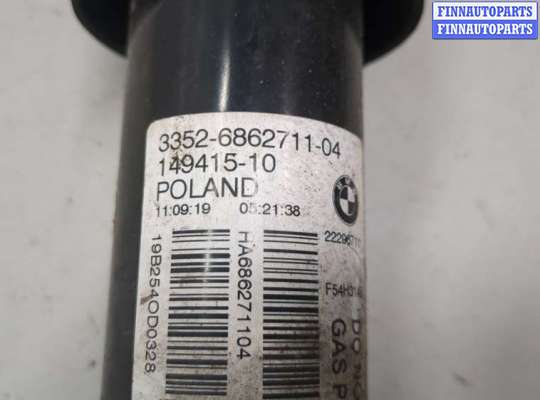 FINNAUTOPARTS
FINNAUTOPARTS
3352-6862711-04
149415-10
POLAND
11:09:19 05:21:38
19B254OD0328
HA686271104
GAS